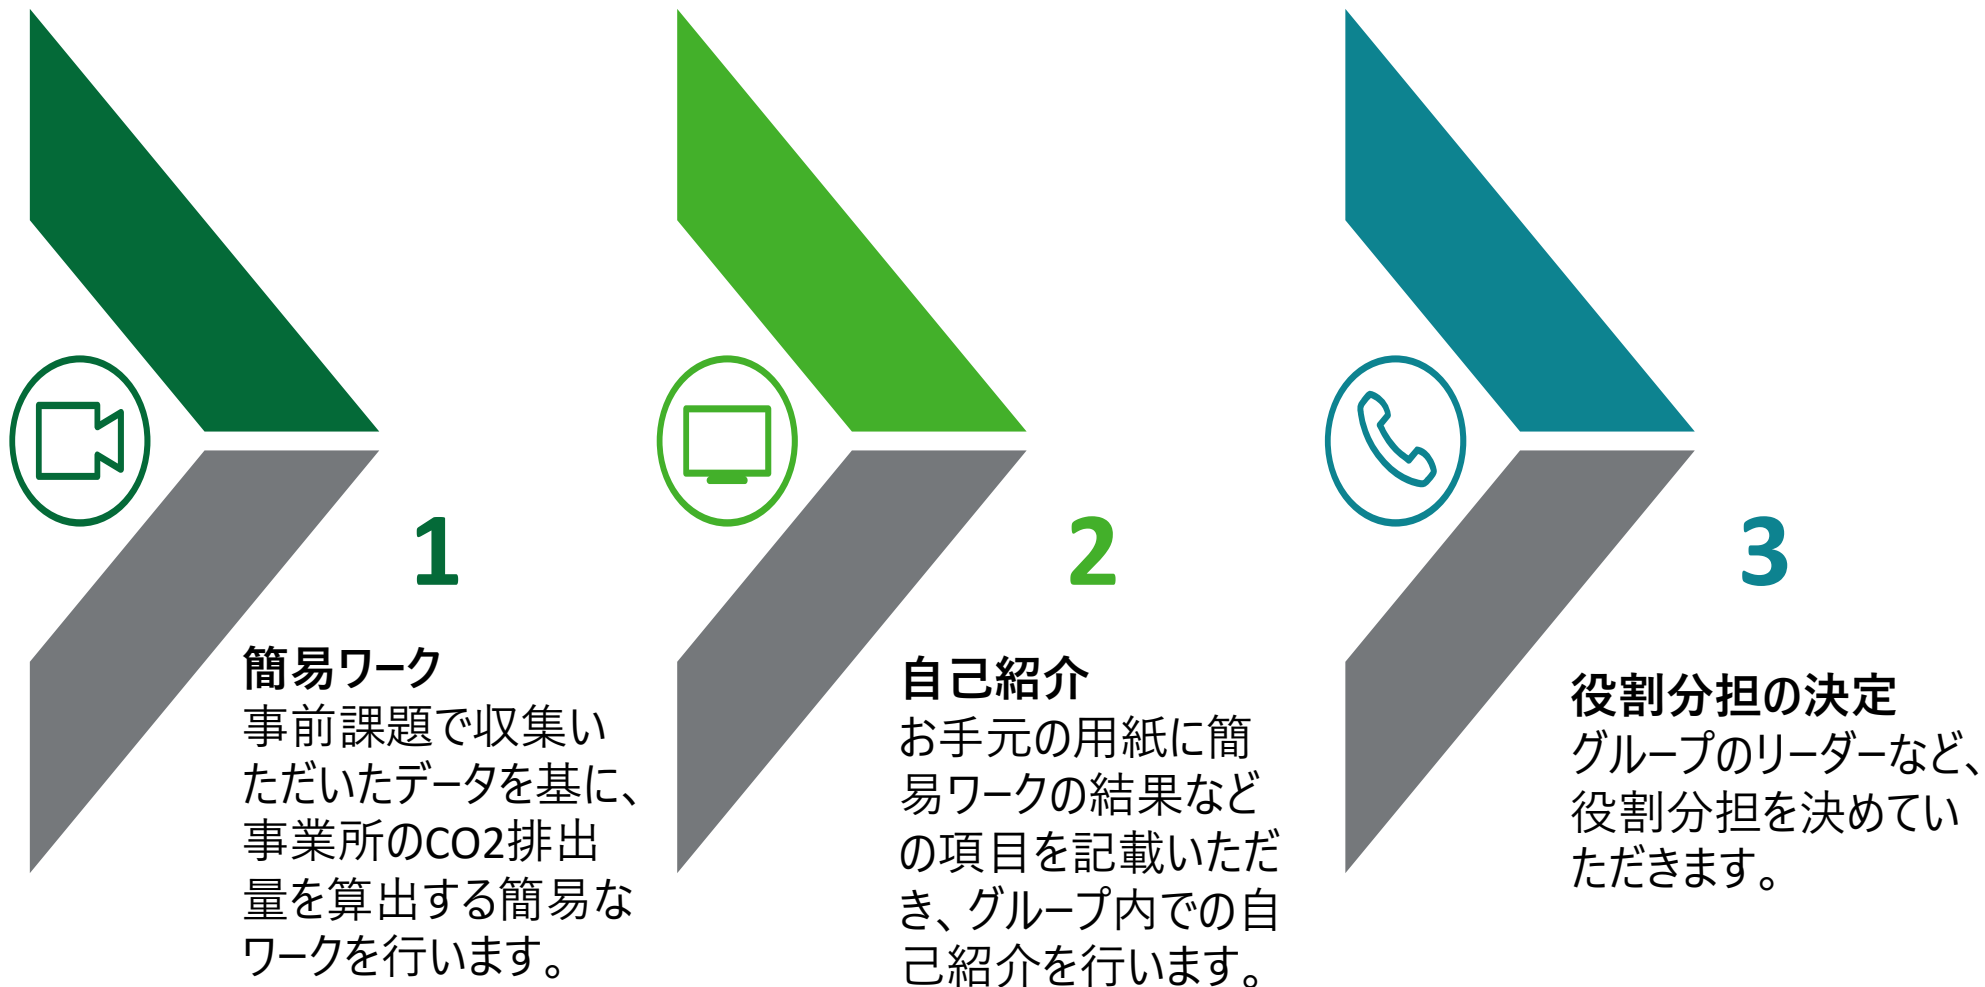 1
簡易ワーク
事前課題で収集い
ただいたデータを基に、
事業所のCO2排出
量を算出する簡易な
ワークを行います。
2
自己紹介
お手元の用紙に簡
易ワークの結果など
の項目を記載いただ
き、グループ内での自
己紹介を行います。
3
役割分担の決定
グループのリーダーなど、
役割分担を決めてい
ただきます。